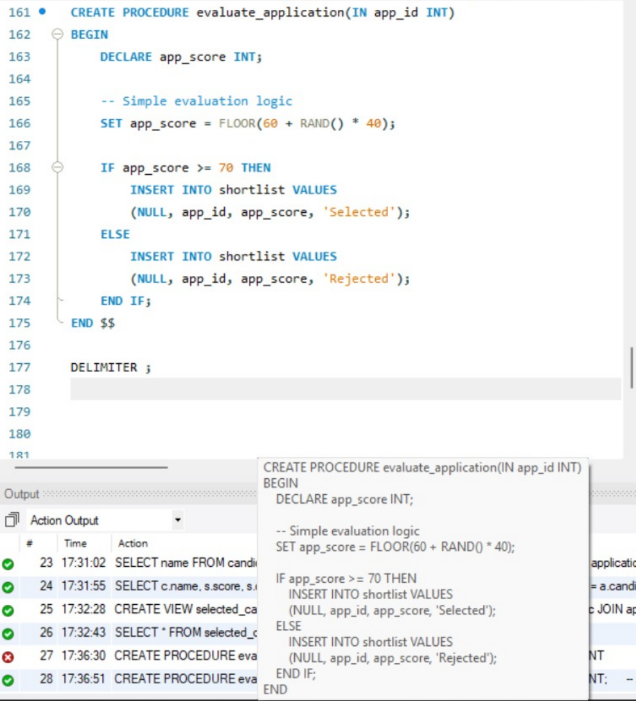 161 CREATE PROCEDURE evaluate_application(IN app_id INT)
162 BEGIN
163 DECLARE app_score INT;
164
165 -- Simple evaluation logic
166 SET app_score = FLOOR(60 + RAND() * 40);
167
168 IF app_score >= 70 THEN
169 INSERT INTO shortlist VALUES
170 (NULL, app_id, app_score, 'Selected');
171 ELSE
172 INSERT INTO shortlist VALUES
173 (NULL, app_id, app_score, 'Rejected');
174 END IF;
175 END $$
176
177 DELIMITER ;
178
179
180
181
Output
Action Output
# Time Action
23 17:31:02 SELECT name FROM candi
24 17:31:55 SELECT c.name, s.score, s.
25 17:32:28 CREATE VIEW selected_ca
26 17:32:43 SELECT * FROM selected_c
27 17:36:30 CREATE PROCEDURE eva
28 17:36:51 CREATE PROCEDURE eva
CREATE PROCEDURE evaluate_application(IN app_id INT)
BEGIN
DECLARE app_score INT;
-- Simple evaluation logic
SET app_score = FLOOR(60 + RAND() * 40);
IF app_score >= 70 THEN
INSERT INTO shortlist VALUES
(NULL, app_id, app_score, 'Selected');
ELSE
INSERT INTO shortlist VALUES
(NULL, app_id, app_score, 'Rejected');
END IF;
END
applicatio
= a.candi
c JOIN ap
NT
NT; --